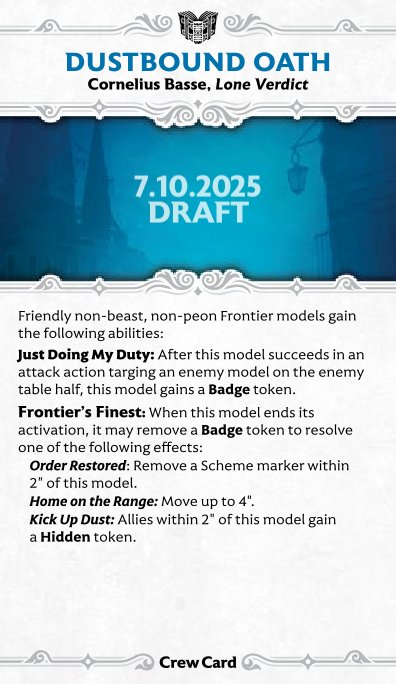 DUSTBOUND OATH
Cornelius Basse, Lone Verdict
7.10.2025
DRAFT
Friendly non-beast, non-peon Frontier models gain
the following abilities:
Just Doing My Duty: After this model succeeds in an
attack action targing an enemy model on the enemy
table half, this model gains a Badge token.
Frontier's Finest: When this model ends its
activation, it may remove a Badge token to resolve
one of the following effects:
Order Restored: Remove a Scheme marker within
2" of this model.
Home on the Range: Move up to 4".
Kick Up Dust: Allies within 2" of this model gain
a Hidden token.
Crew Card